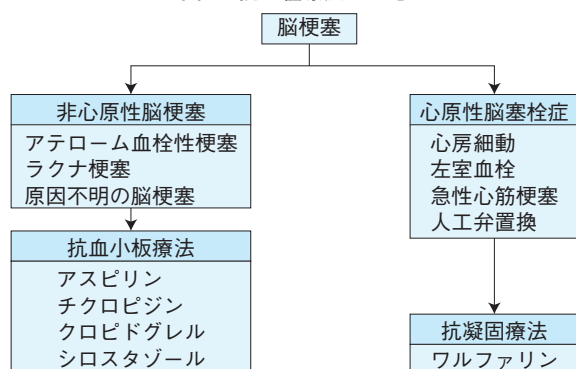 脳梗塞
非心原性脳梗塞
アテローム血栓性梗塞
ラクナ梗塞
原因不明の脳梗塞
抗血小板療法
アスピリン
チクロピジン
クロピドグレル
シロスタゾール
心原性脳塞栓症
心房細動
左室血栓
急性心筋梗塞
人工弁置換
抗凝固療法
ワルファリン